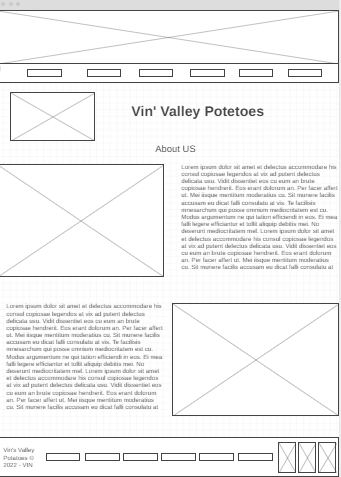 Vin' Valley Potetoes
About US
Lorem ipsum dolor sit amet et delectus accommodare his
consul copiosae legendos at vix ad putent delectus
delicata usu. Vidit dissentiet eos cu eum an brute
copiosae hendrerit. Eos erant dolorum an. Per facer affert
ut. Mei iisque mentitum moderatius cu. Sit munere facilis
accusam eu dicat falli consulatu at vis. Te facilisis
mnesarchum qui posse omnium mediocritatem est cu.
Modus argumentum ne qui tation efficiendi in eos. Ei mea
falli legere efficiantur et tation aliquip debitis mei. No
deserunt mediocritatem mel. Lorem ipsum dolor sit amet
et delectus accommodare his consul copiosae legendos
at vix ad putent delectus delicata usu. Vidit dissentiet
eos cu eum an brute copiosae hendrerit. Eos erant
dolorum an. Per facer affert ut. Mei iisque mentitum
moderatius cu. Sit munere facilis accusam eu dicat
falli consulatu at
Lorem ipsum dolor sit amet et delectus accommodare his
consul copiosae legendos at vix ad putent delectus
delicata usu. Vidit dissentiet eos cu eum an brute
copiosae hendrerit. Eos erant dolorum an. Per facer affert
ut. Mei iisque mentitum moderatius cu. Sit munere facilis
accusam eu dicat falli consulatu at vis. Te facilisis
mnesarchum qui posse omnium mediocritatem est cu.
Modus argumentum ne qui tation efficiendi in eos. Ei mea
falli legere efficiantur et tation aliquip debitis mei. No
deserunt mediocritatem mel. Lorem ipsum dolor sit amet
et delectus accommodare his consul copiosae legendos
at vix ad putent delectus delicata usu. Vidit dissentiet eos
cu eum an brute copiosae hendrerit. Eos erant dolorum
an. Per facer affert ut. Mei iisque mentitum moderatius
cu. Sit munere facilis accusam eu dicat falli consulatu at
Vin's Valley
Potatoes ©
2022 - VIN